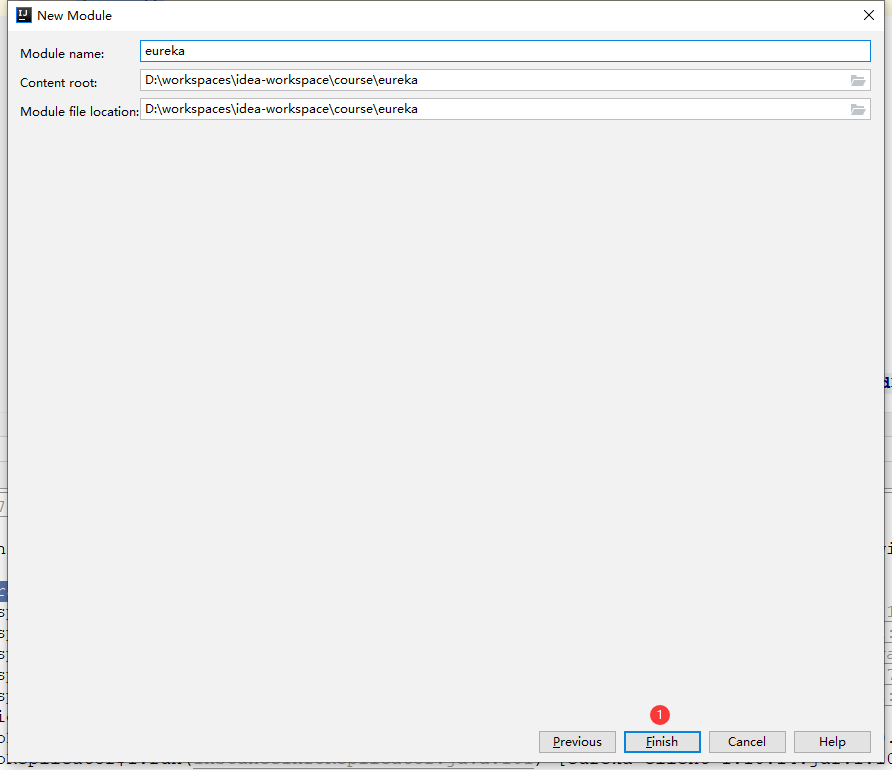 New Module
Module name: eureka
Content root: D:\workspaces\idea-workspace\course\eureka
Module file location: D:\workspaces\idea-workspace\course\eureka
1
Previous Finish Cancel Help